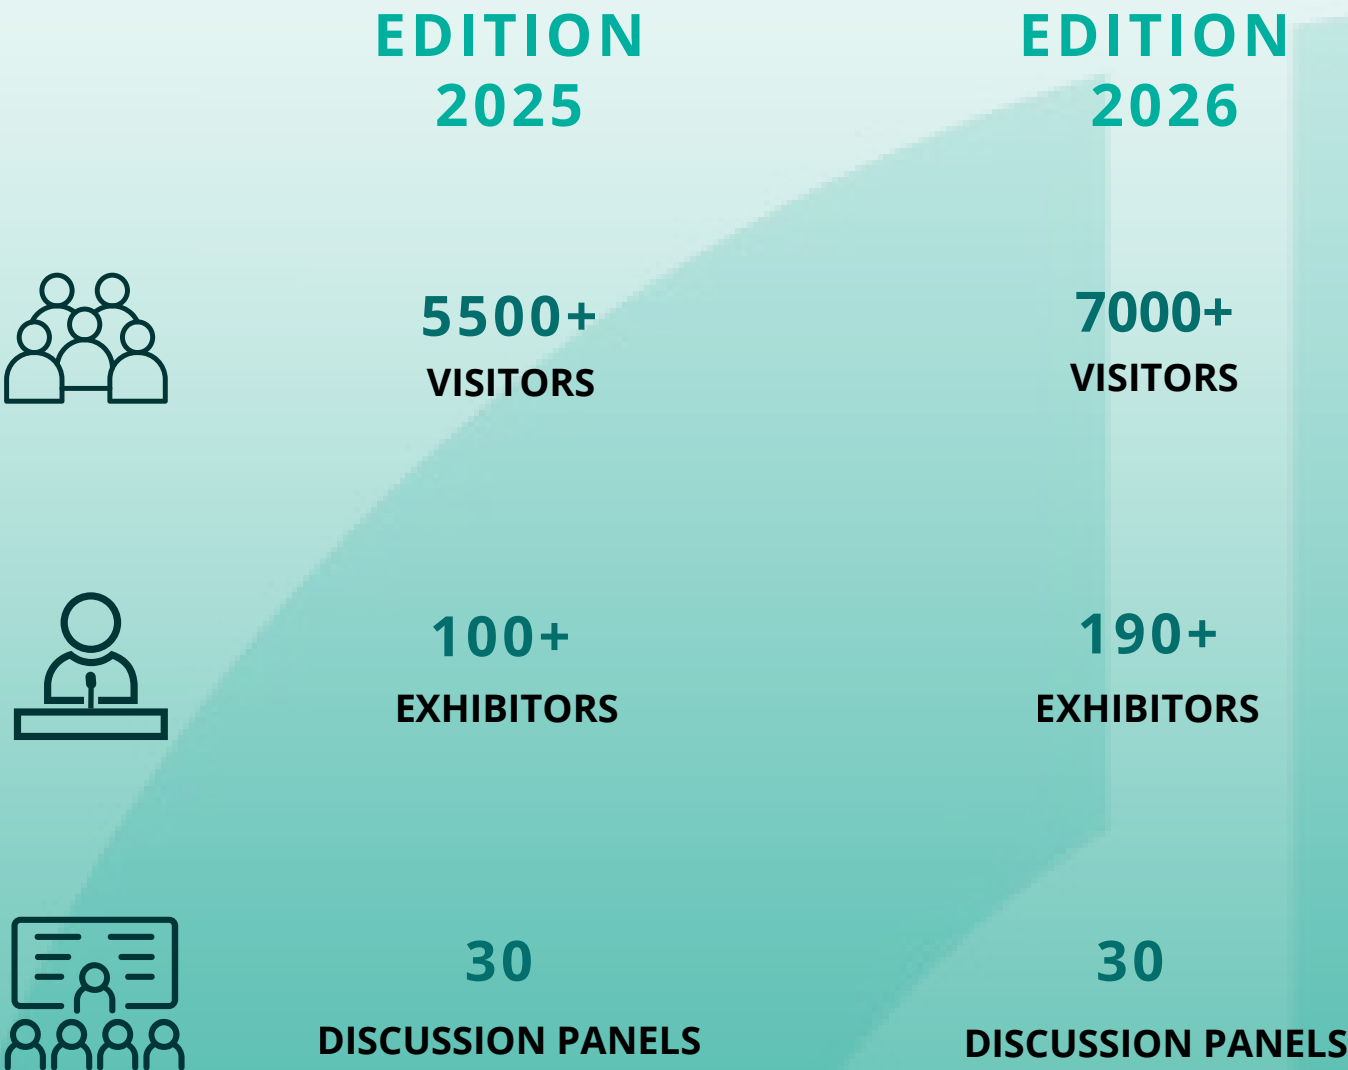 EDITION
2025
EDITION
2026
5500+
VISITORS
7000+
VISITORS
100+
EXHIBITORS
190+
EXHIBITORS
30
DISCUSSION PANELS
30
DISCUSSION PANELS